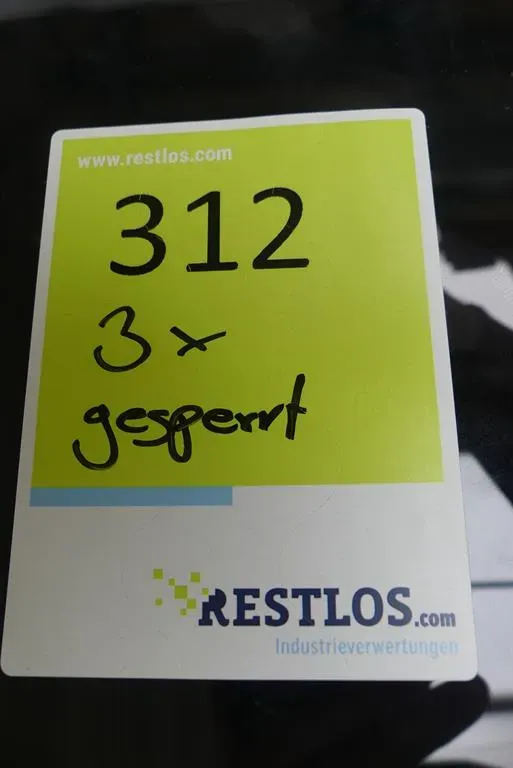 www.restlos.com
312
3x
gesperrt
RESTLOS.com
Industrieverwertungen